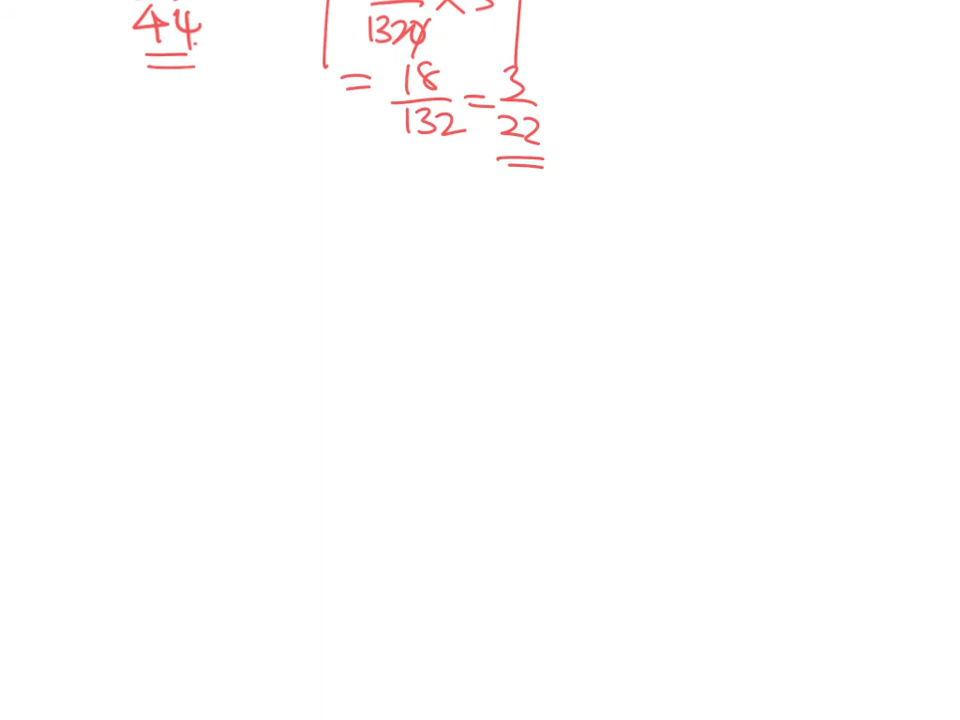 44
1320 × 3
= 18/132 = 3/22